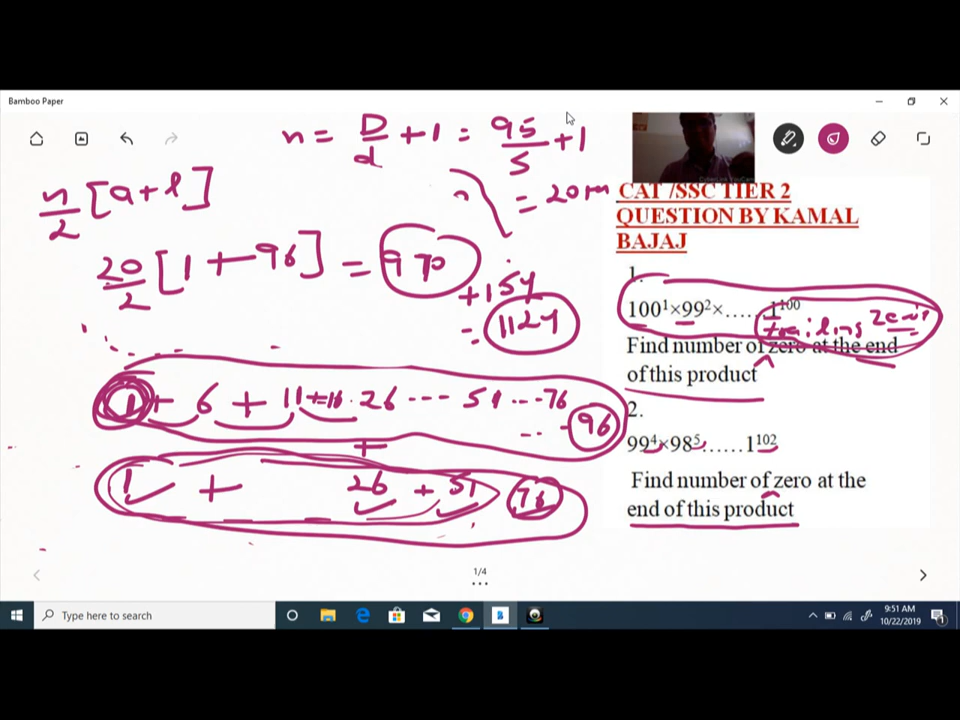 Bamboo Paper
n = D/d + 1 = 95/5 + 1
= 20
n/2 [a + l]
20/2 [1 + 96] = 970
+ 154
= 1124
1 + 6 + 11 + 16 . 26 --- 51 --- 76
-- - 96
+
1 + 26 + 51 76
CAT /SSC TIER 2
QUESTION BY KAMAL
BAJAJ
1.
100¹×99²×…..1¹⁰⁰
trailing zeros
Find number of zero at the end
of this product
2.
99⁴×98⁵……1¹⁰²
Find number of zero at the
end of this product
1/4
Type here to search
9:51 AM
10/22/2019